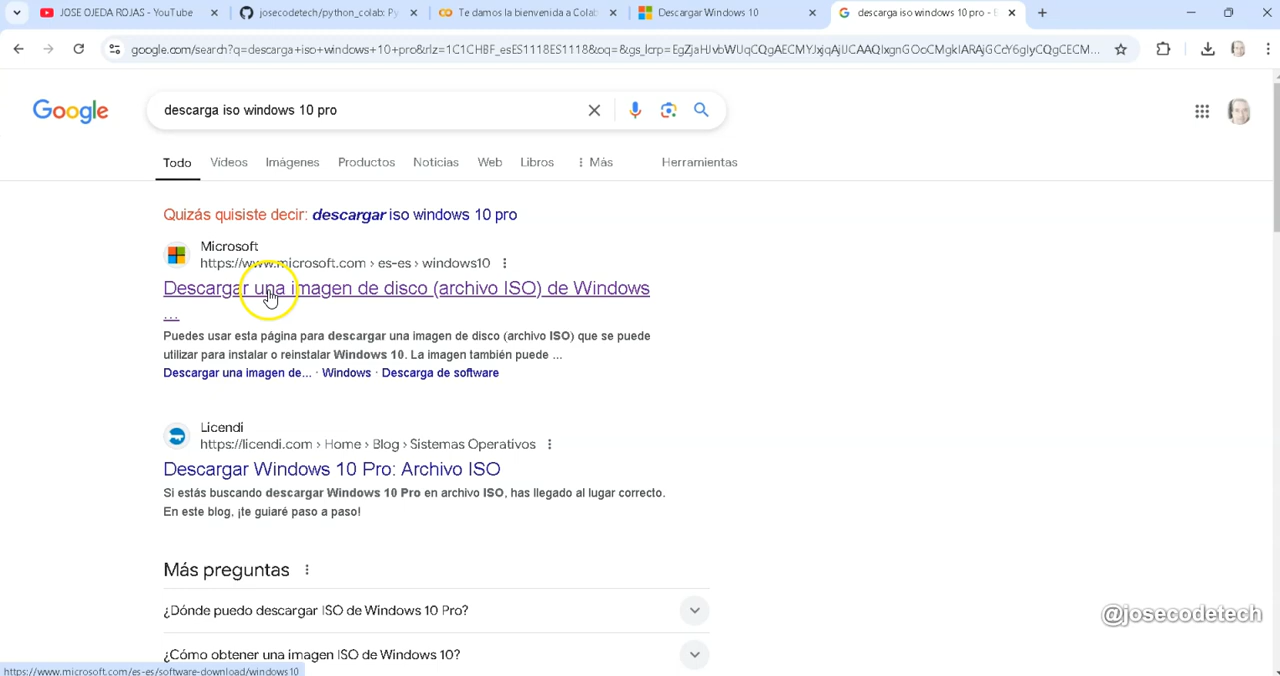 JOSE OJEDA ROJAS - YouTube
josecodetech/python_colab: Py
Te damos la bienvenida a Colab
Descargar Windows 10
descarga iso windows 10 pro - B
google.com/search?q=descarga+iso+windows+10+pro&rlz=1C1CHBF_esES1118ES1118&oq=&gs_lcrp=EgZjaHJvbWUqCQgAECMYJxjqAjIJCAAQIxgnGOoCMgkIARAjGCcY6gIyCQgCECM...
Google
descarga iso windows 10 pro
Todo
Vídeos
Imágenes
Productos
Noticias
Web
Libros
Más
Herramientas
Quizás quisiste decir: descargar iso windows 10 pro
Microsoft
https://www.microsoft.com › es-es › windows10
Descargar una imagen de disco (archivo ISO) de Windows
...
Puedes usar esta página para descargar una imagen de disco (archivo ISO) que se puede
utilizar para instalar o reinstalar Windows 10. La imagen también puede ...
Descargar una imagen de... · Windows · Descarga de software
Licendi
https://licendi.com › Home › Blog › Sistemas Operativos
Descargar Windows 10 Pro: Archivo ISO
Si estás buscando descargar Windows 10 Pro en archivo ISO, has llegado al lugar correcto.
En este blog, ¡te guiaré paso a paso!
Más preguntas
¿Dónde puedo descargar ISO de Windows 10 Pro?
@josecodetech
¿Cómo obtener una imagen ISO de Windows 10?
https://www.microsoft.com/es-es/software-download/windows10